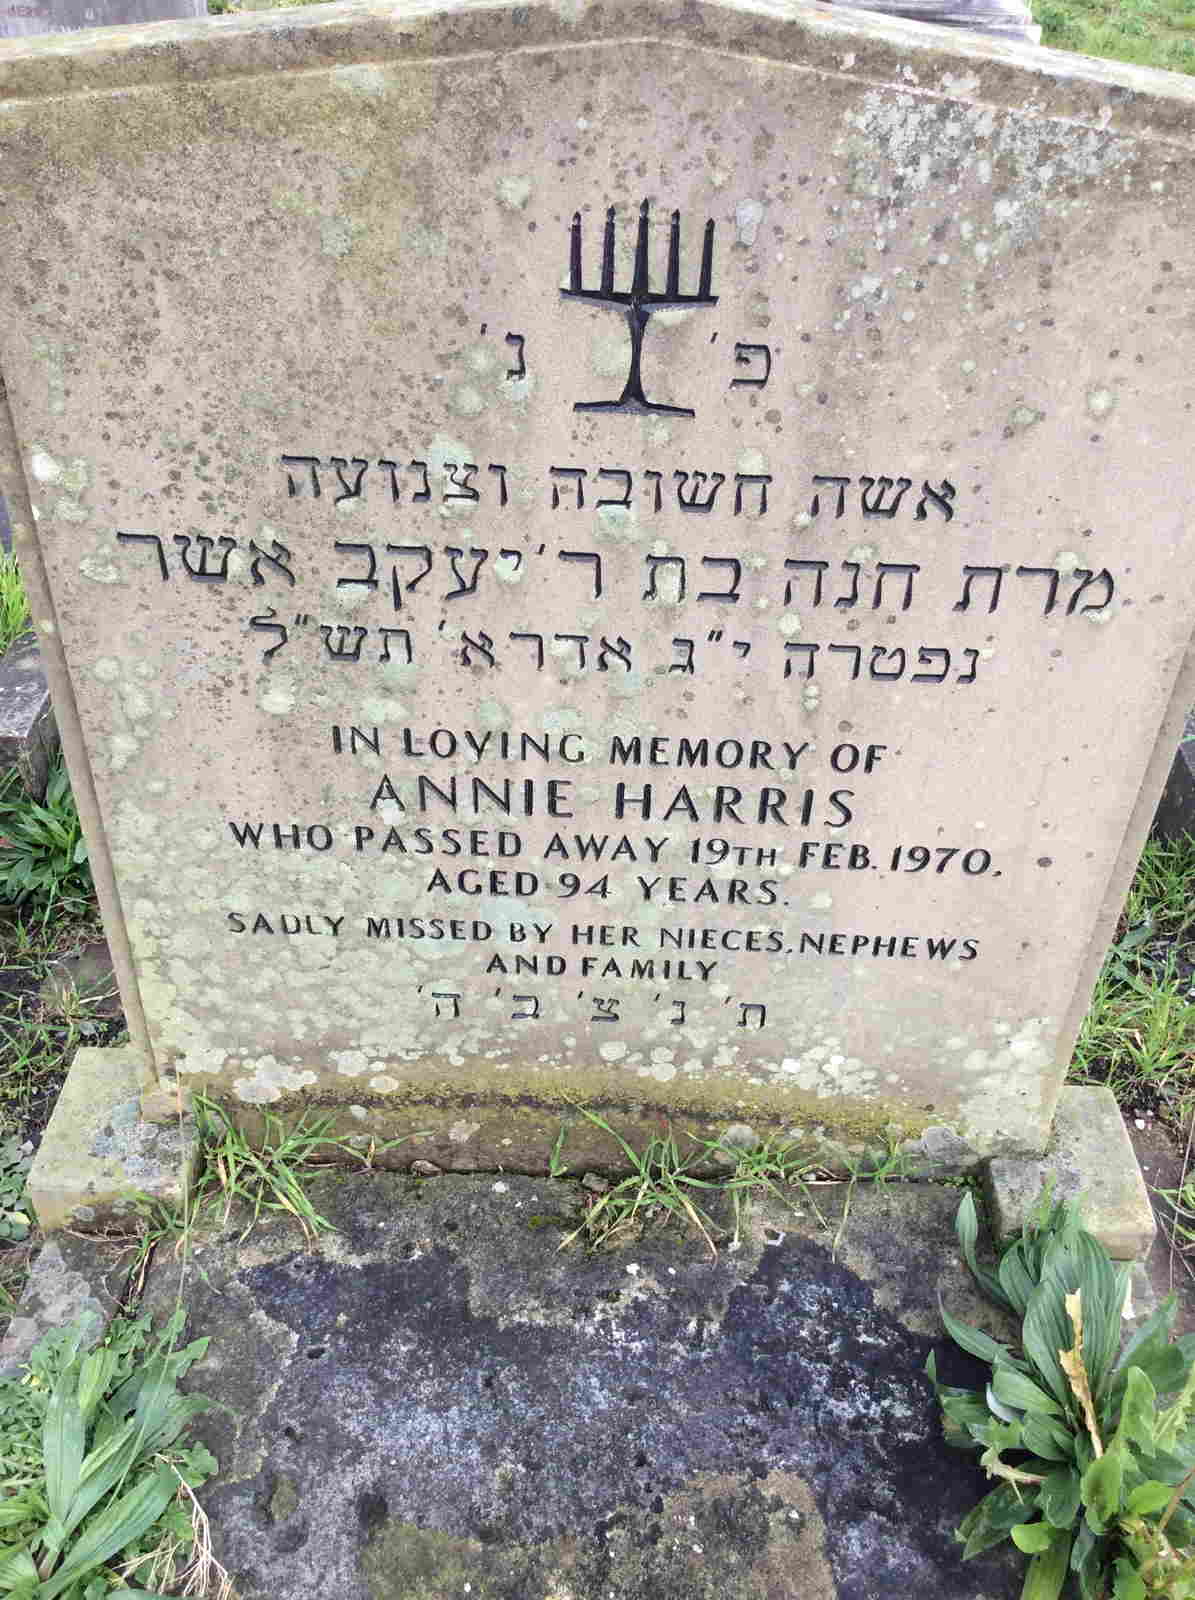 פ׳ נ׳
אשה חשובה וצנועה
מרת חנה בת ר׳ יעקב אשר
נפטרה י״ג אדר א׳ תש״ל
IN LOVING MEMORY OF
ANNIE HARRIS
WHO PASSED AWAY 19TH FEB. 1970,
AGED 94 YEARS.
SADLY MISSED BY HER NIECES, NEPHEWS
AND FAMILY
ת׳ נ׳ צ׳ ב׳ ה׳